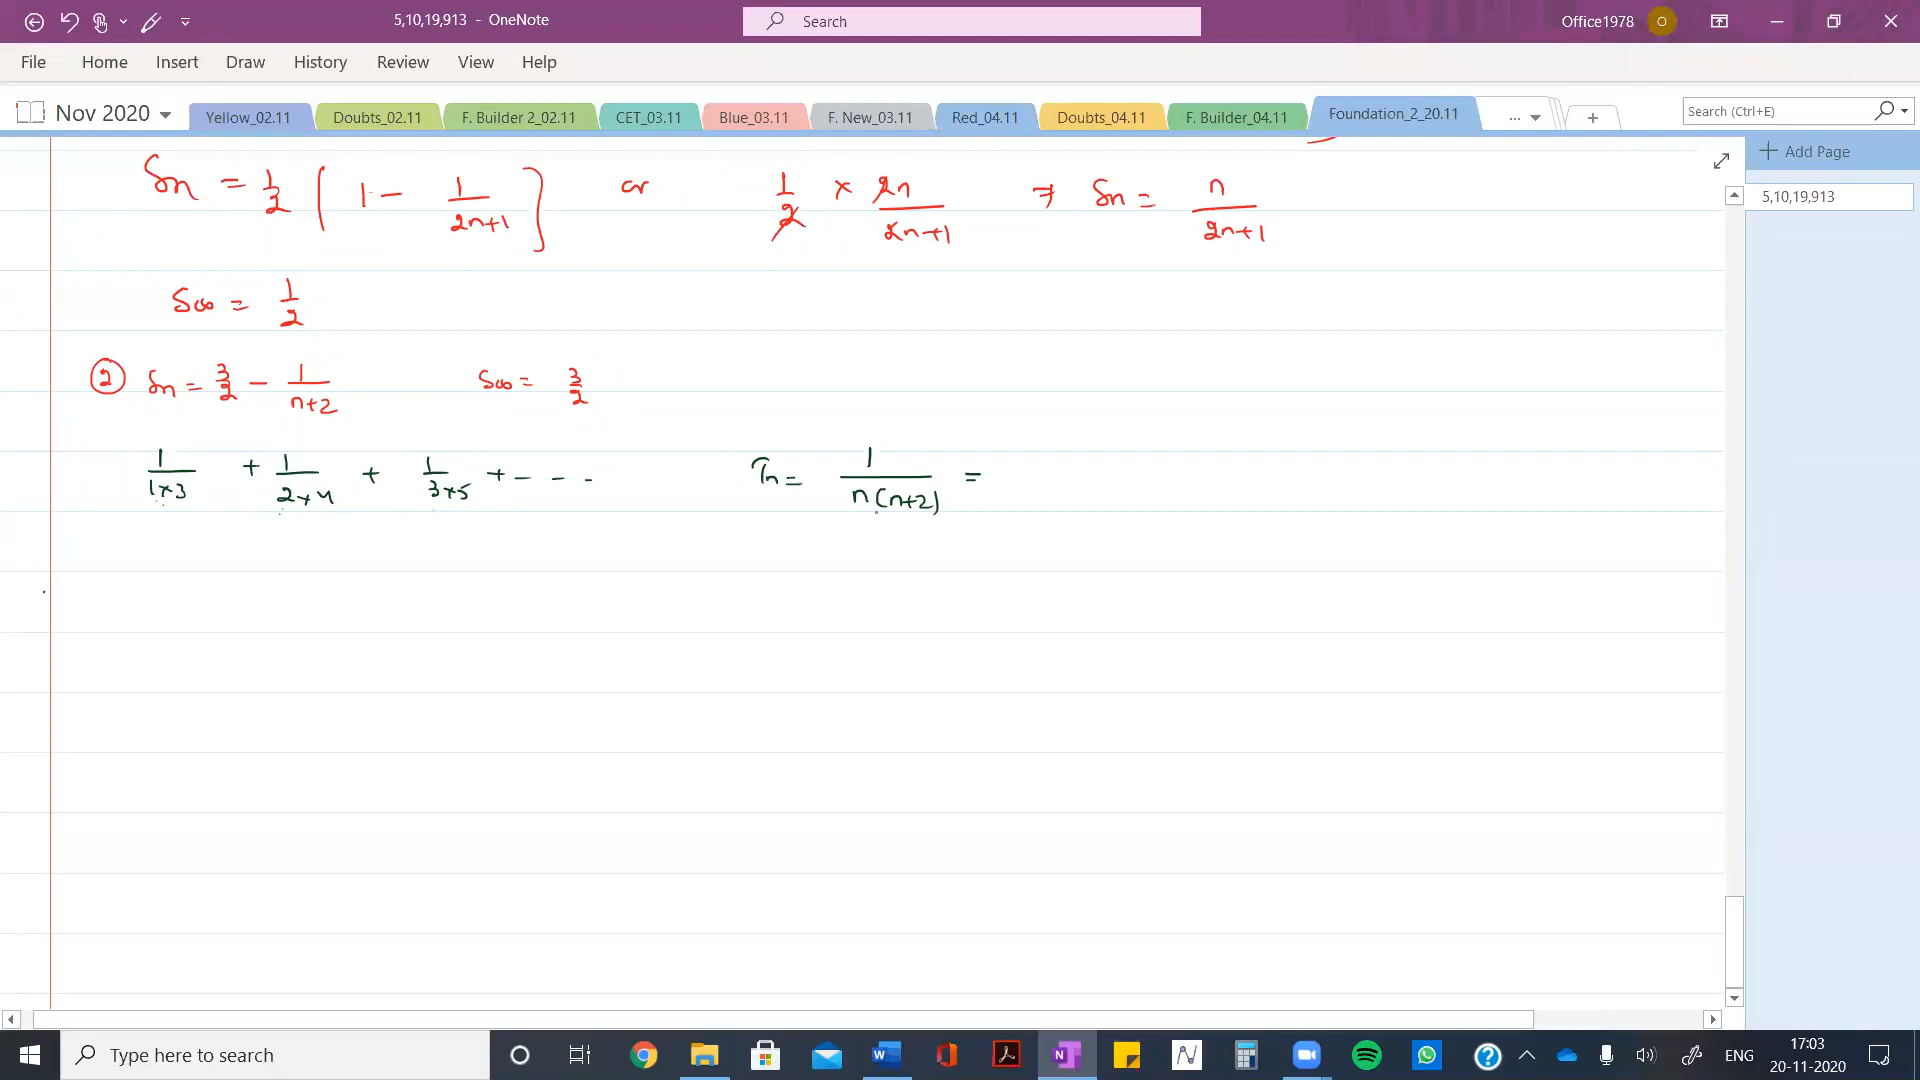 5,10,19,913 - OneNote
Search
Office1978
O
File Home Insert Draw History Review View Help
Nov 2020
Yellow_02.11 Doubts_02.11 F. Builder 2_02.11 CET_03.11 Blue_03.11 F. New_03.11 Red_04.11 Doubts_04.11 F. Builder_04.11 Foundation_2_20.11 ...
Search (Ctrl+E)
Add Page
5,10,19,913
Sn = 1/2 [ 1 - 1/(2n+1) ] or 1/2 × 2n/(2n+1) ⇒ Sn = n/(2n+1)
S∞ = 1/2
② Sn = 3/2 - 1/(n+2) S∞ = 3/2
1/(1×3) + 1/(2×4) + 1/(3×5) + - - - Tn = 1/(n(n+2)) =
Type here to search
ENG
17:03
20-11-2020